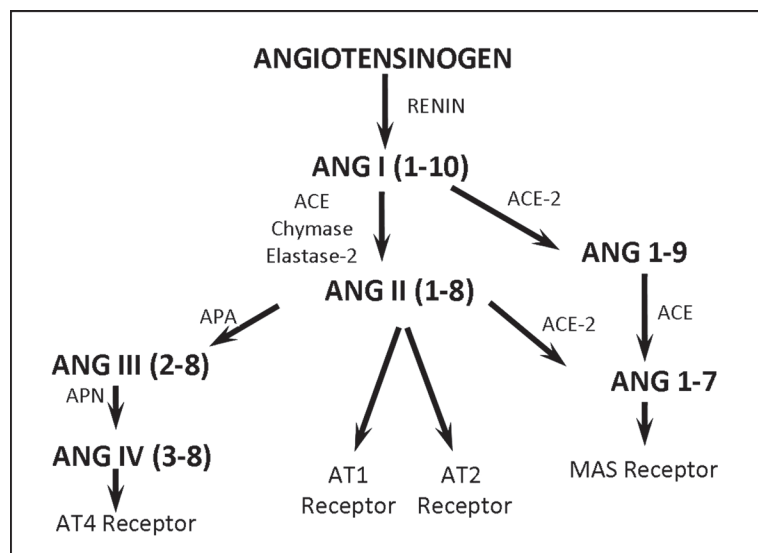 ANGIOTENSINOGEN
RENIN
ANG I (1-10)
ACE
Chymase
Elastase-2
ACE-2
ANG 1-9
ANG II (1-8)
APA
ACE-2
ACE
ANG III (2-8)
ANG 1-7
APN
ANG IV (3-8)
AT1
Receptor
AT2
Receptor
MAS Receptor
AT4 Receptor